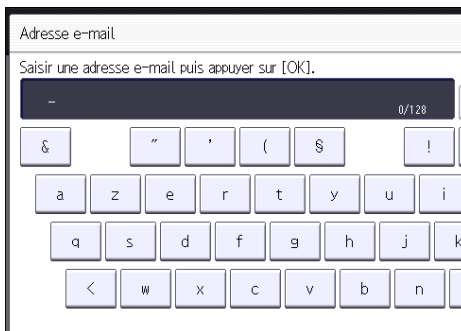 Adresse e-mail
Saisir une adresse e-mail puis appuyer sur [OK].
_ 0/128
& " ' ( § !
a z e r t y u i
q s d f g h j k
< w x c v b n